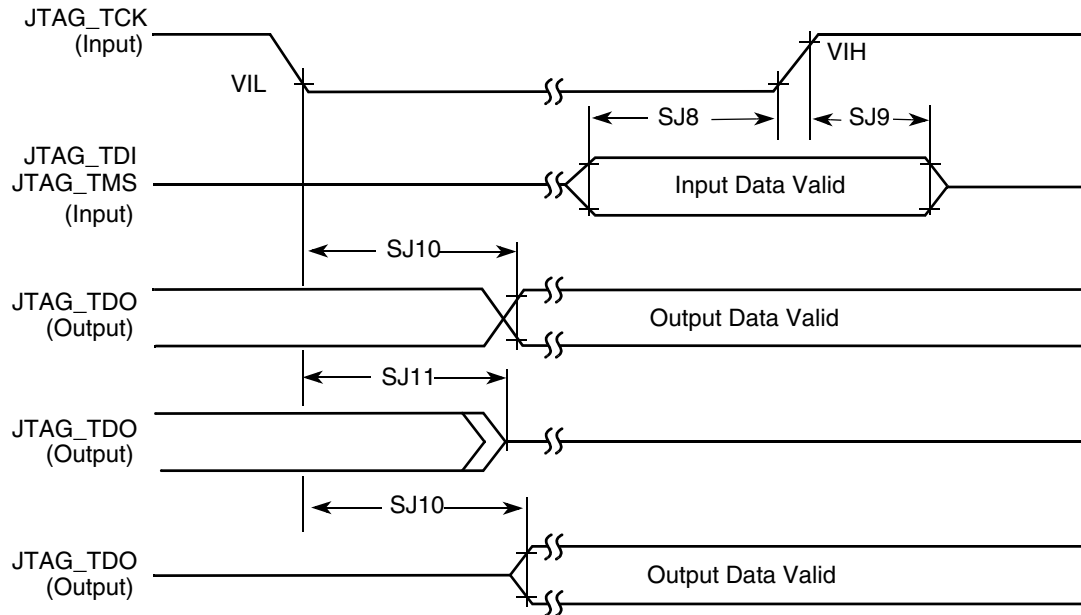 JTAG_TCK
(Input)
VIL
VIH
SJ8
SJ9
JTAG_TDI
JTAG_TMS
(Input)
Input Data Valid
SJ10
JTAG_TDO
(Output)
Output Data Valid
SJ11
JTAG_TDO
(Output)
SJ10
JTAG_TDO
(Output)
Output Data Valid